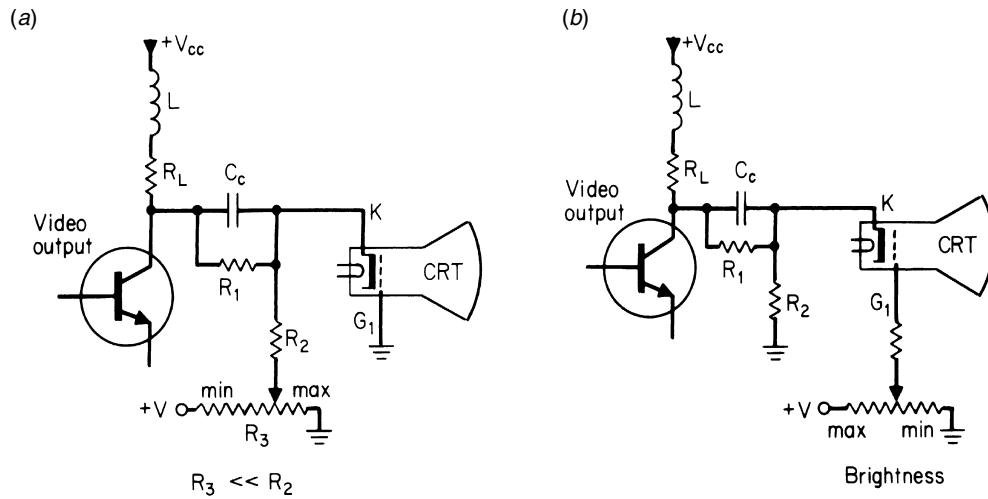 (a)
+Vcc
L
RL
Cc
K
Video
output
R1
CRT
G1
R2
min
max
+V
R3
R3 << R2
(b)
+Vcc
L
RL
Cc
K
Video
output
R1
CRT
R2
G1
+V
max
min
Brightness